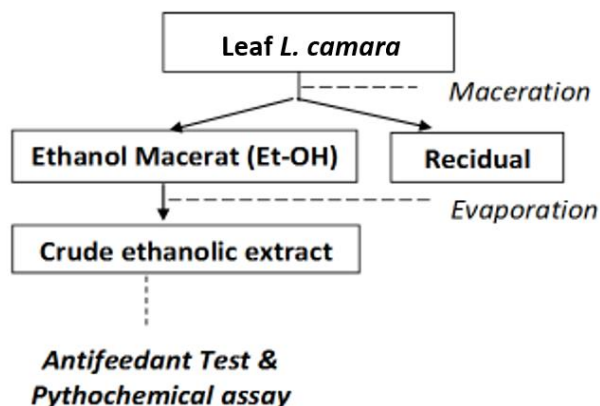 Leaf L. camara
Maceration
Ethanol Macerat (Et-OH)
Recidual
Evaporation
Crude ethanolic extract
Antifeedant Test &
Pythochemical assay